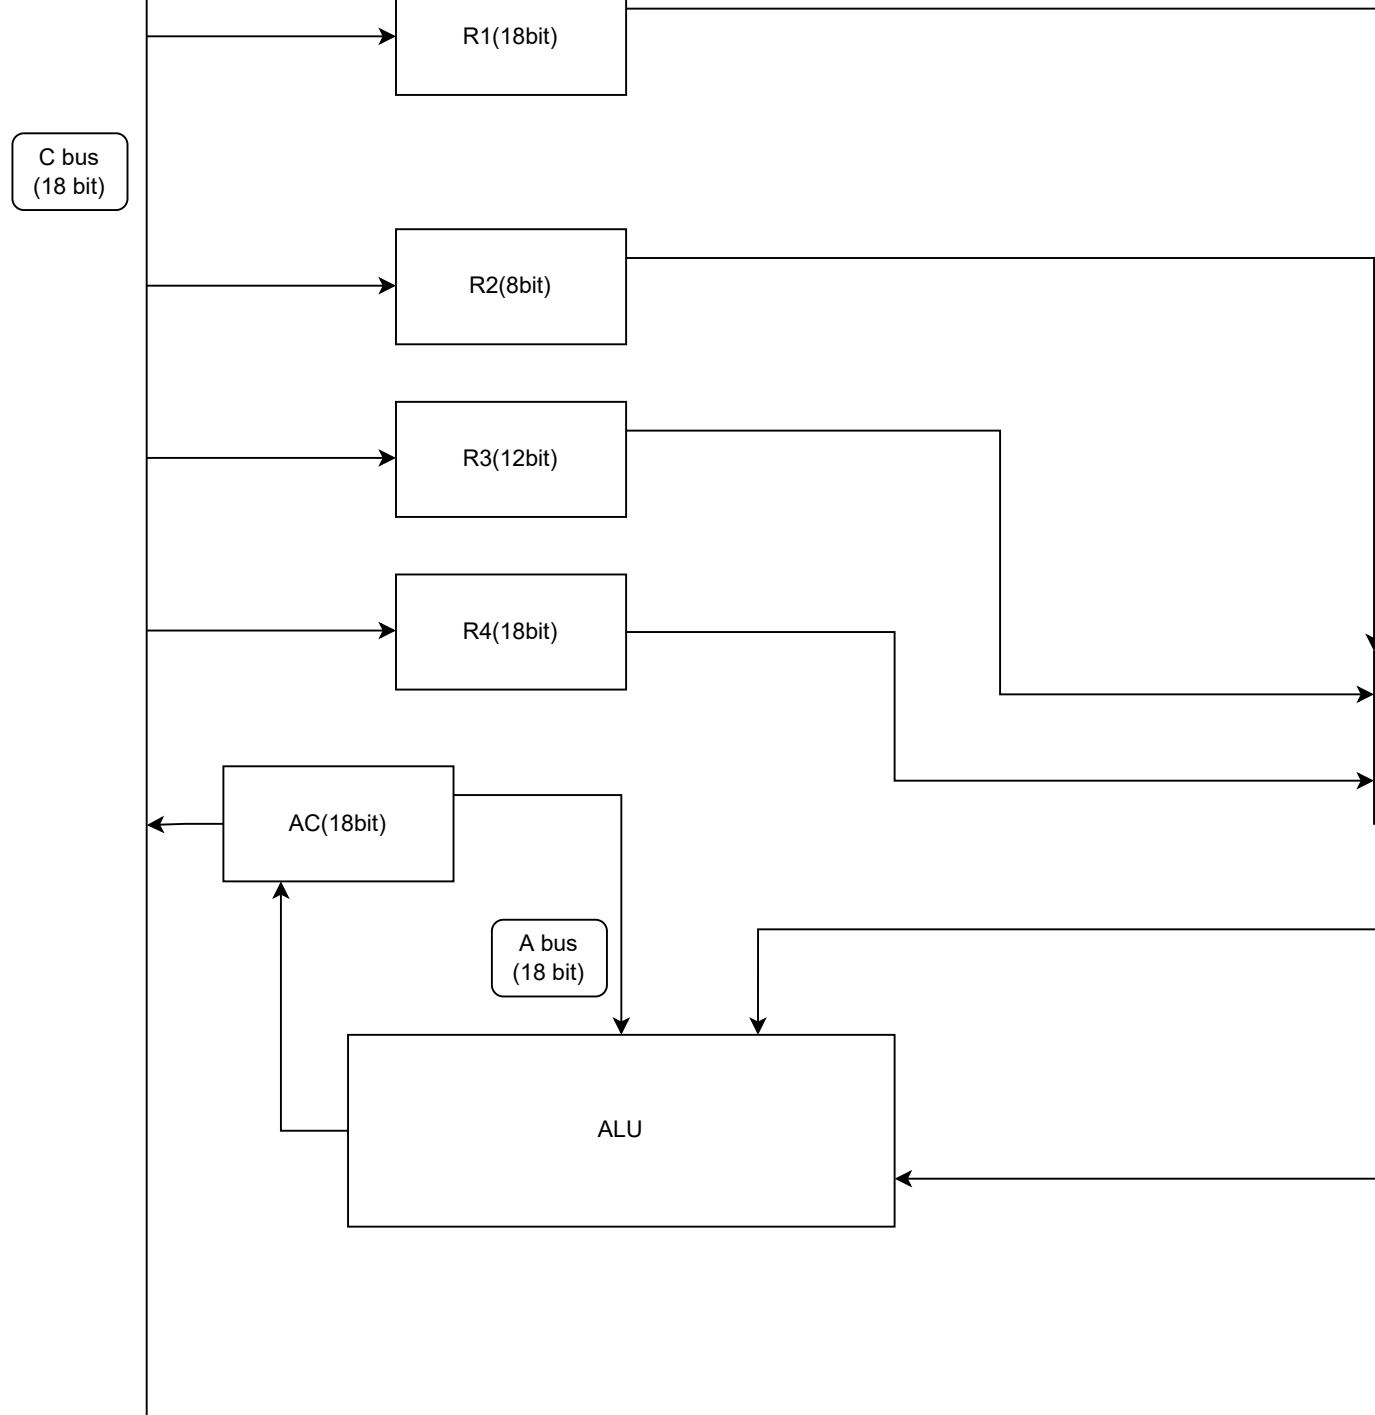 R1(18bit)
C bus
(18 bit)
R2(8bit)
R3(12bit)
R4(18bit)
AC(18bit)
A bus
(18 bit)
ALU